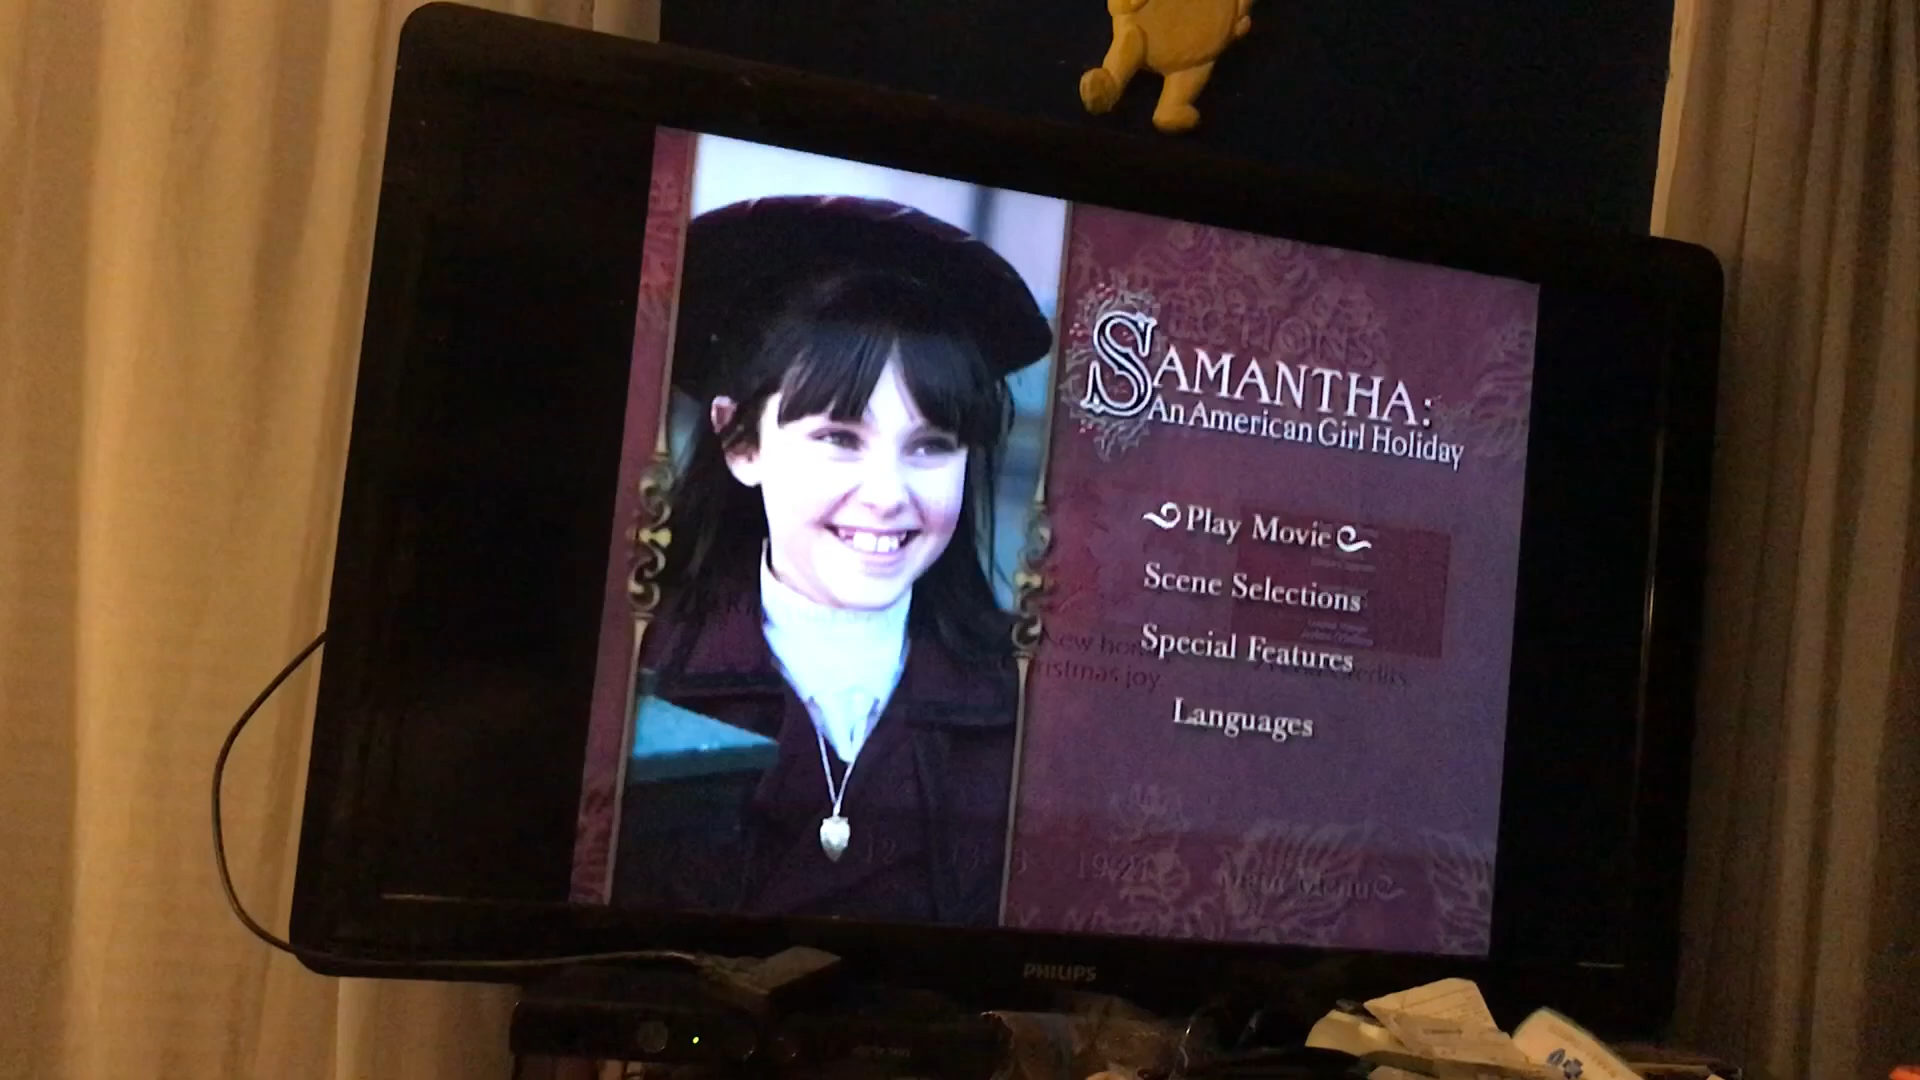 SAMANTHA:
An American Girl Holiday
Play Movie
Scene Selections
Special Features
Languages
PHILIPS